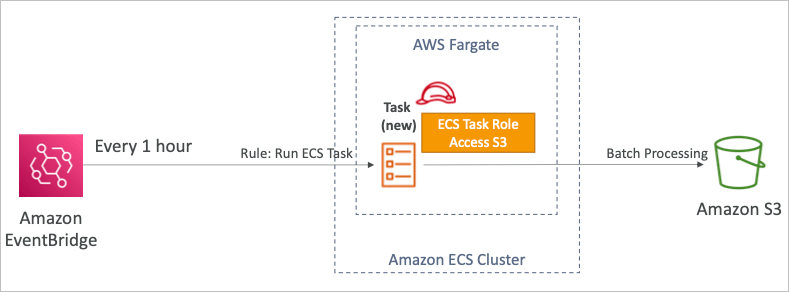 AWS Fargate
Task
(new)
ECS Task Role
Access S3
Every 1 hour
Rule: Run ECS Task
Batch Processing
Amazon
EventBridge
Amazon S3
Amazon ECS Cluster